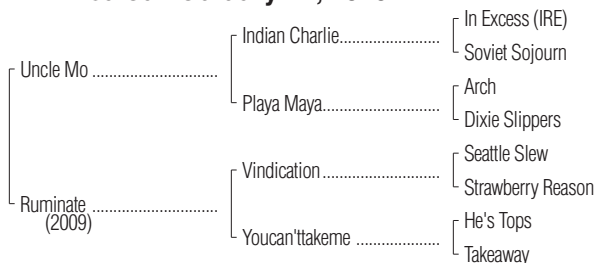 In Excess (IRE)
Indian Charlie......................
Soviet Sojourn
Uncle Mo ............................
Arch
Playa Maya..........................
Dixie Slippers
Seattle Slew
Vindication..........................
Strawberry Reason
Ruminate ............................
(2009)
He's Tops
Youcan'ttakeme ...................
Takeaway